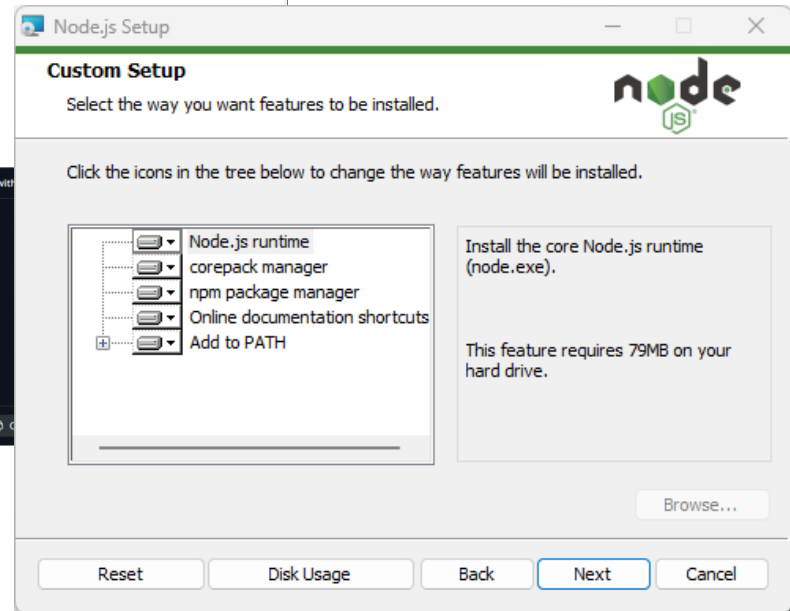 Node.js Setup
Custom Setup
Select the way you want features to be installed.
node
JS
Click the icons in the tree below to change the way features will be installed.
with
Node.js runtime
corepack manager
npm package manager
Online documentation shortcuts
Add to PATH
Install the core Node.js runtime
(node.exe).
This feature requires 79MB on your
hard drive.
Browse...
Reset
Disk Usage
Back
Next
Cancel